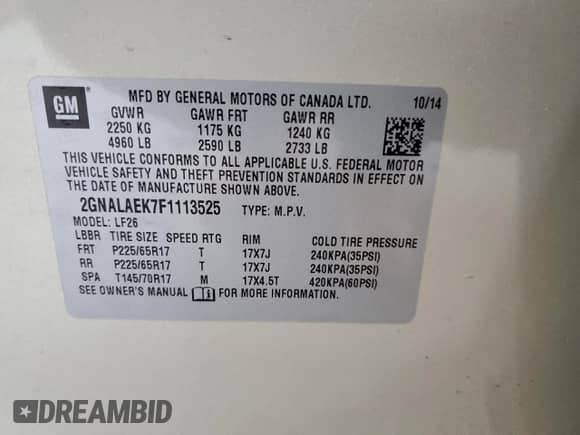 GM
MFD BY GENERAL MOTORS OF CANADA LTD. 10/14
GVWR GAWR FRT GAWR RR
2250 KG 1175 KG 1240 KG
4960 LB 2590 LB 2733 LB
THIS VEHICLE CONFORMS TO ALL APPLICABLE U.S. FEDERAL MOTOR
VEHICLE SAFETY AND THEFT PREVENTION STANDARDS IN EFFECT ON
THE DATE OF MANUFACTURE SHOWN ABOVE.
2GNALAEK7F1113525 TYPE: M.P.V.
MODEL: LF26
LBBR TIRE SIZE SPEED RTG RIM COLD TIRE PRESSURE
FRT P225/65R17 T 17X7J 240KPA(35PSI)
RR P225/65R17 T 17X7J 240KPA(35PSI)
SPA T145/70R17 M 17X4.5T 420KPA(60PSI)
SEE OWNER'S MANUAL FOR MORE INFORMATION.
DREAMBID